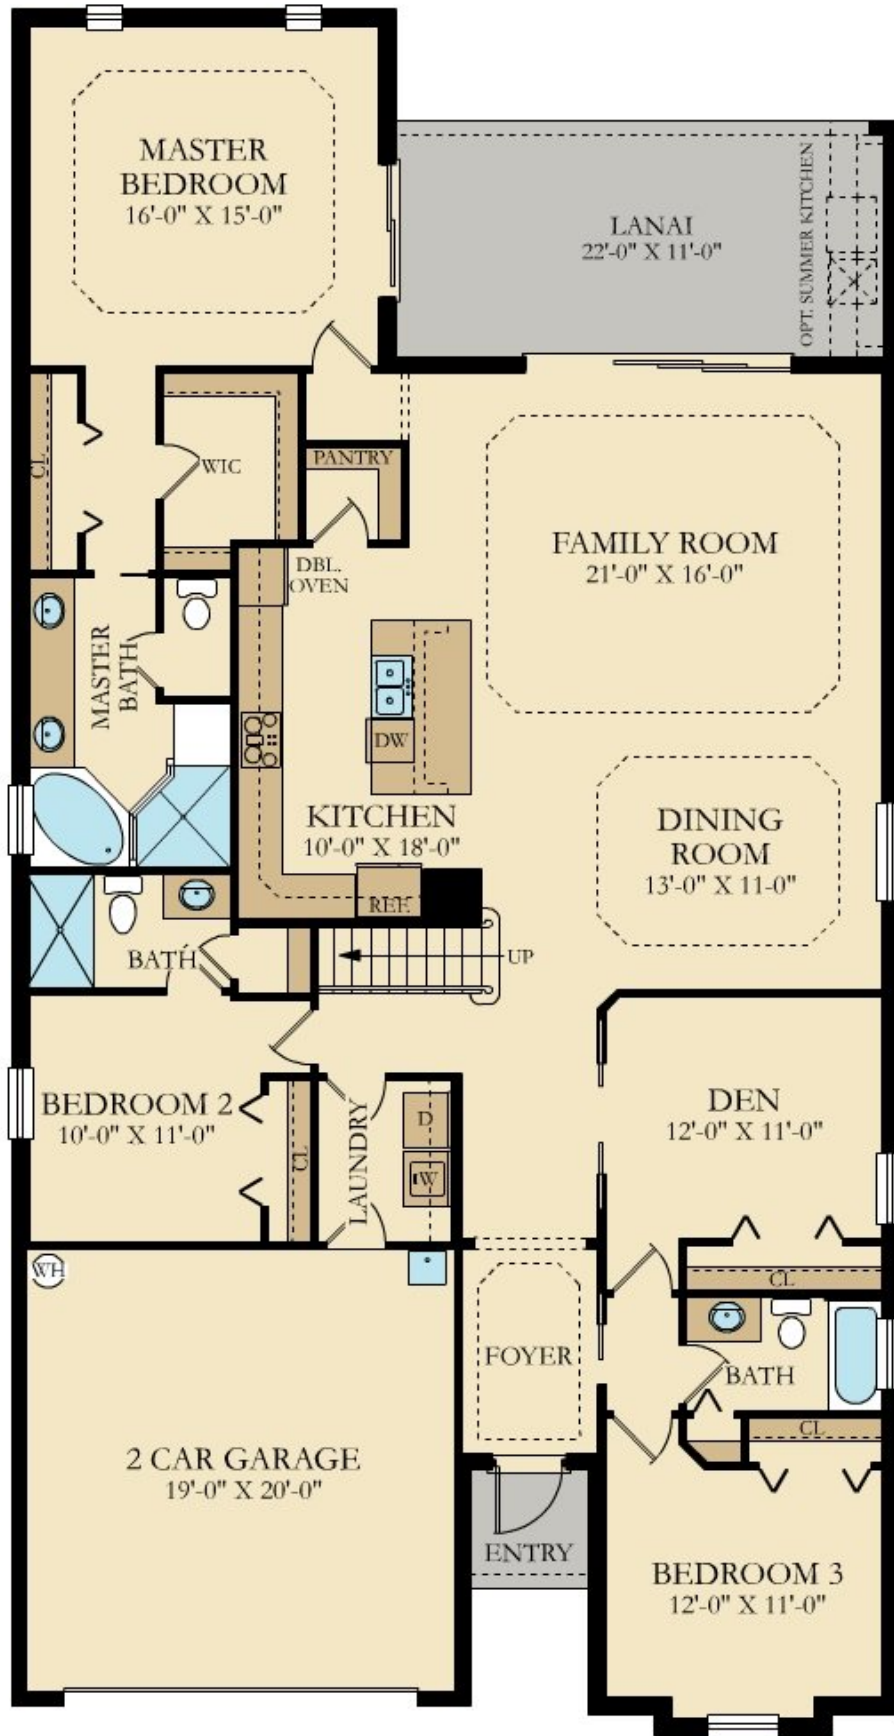 MASTER
BEDROOM
16'-0" X 15'-0"
LANAI
22'-0" X 11'-0"
OPT. SUMMER KITCHEN
CL
WIC
PANTRY
DBL.
OVEN
FAMILY ROOM
21'-0" X 16'-0"
MASTER
BATH
DW
KITCHEN
10'-0" X 18'-0"
REF.
DINING
ROOM
13'-0" X 11-0"
BATH
UP
BEDROOM 2
10'-0" X 11'-0"
CL
LAUNDRY
D
W
DEN
12'-0" X 11'-0"
CL
WH
FOYER
BATH
CL
2 CAR GARAGE
19'-0" X 20'-0"
ENTRY
BEDROOM 3
12'-0" X 11'-0"